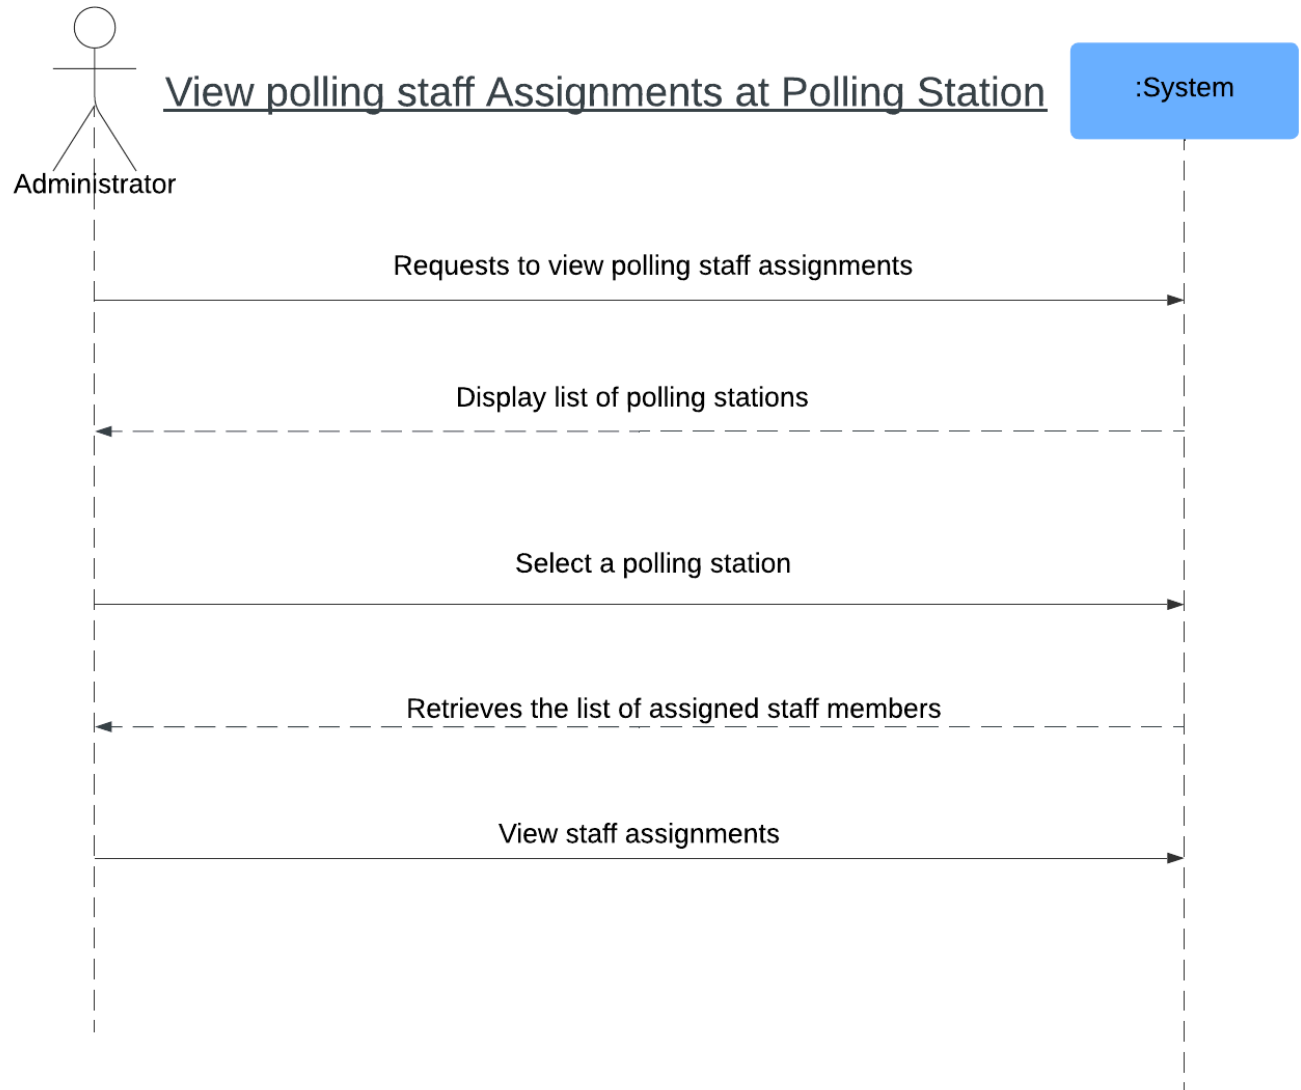 View polling staff Assignments at Polling Station
:System
Administrator
Requests to view polling staff assignments
Display list of polling stations
Select a polling station
Retrieves the list of assigned staff members
View staff assignments